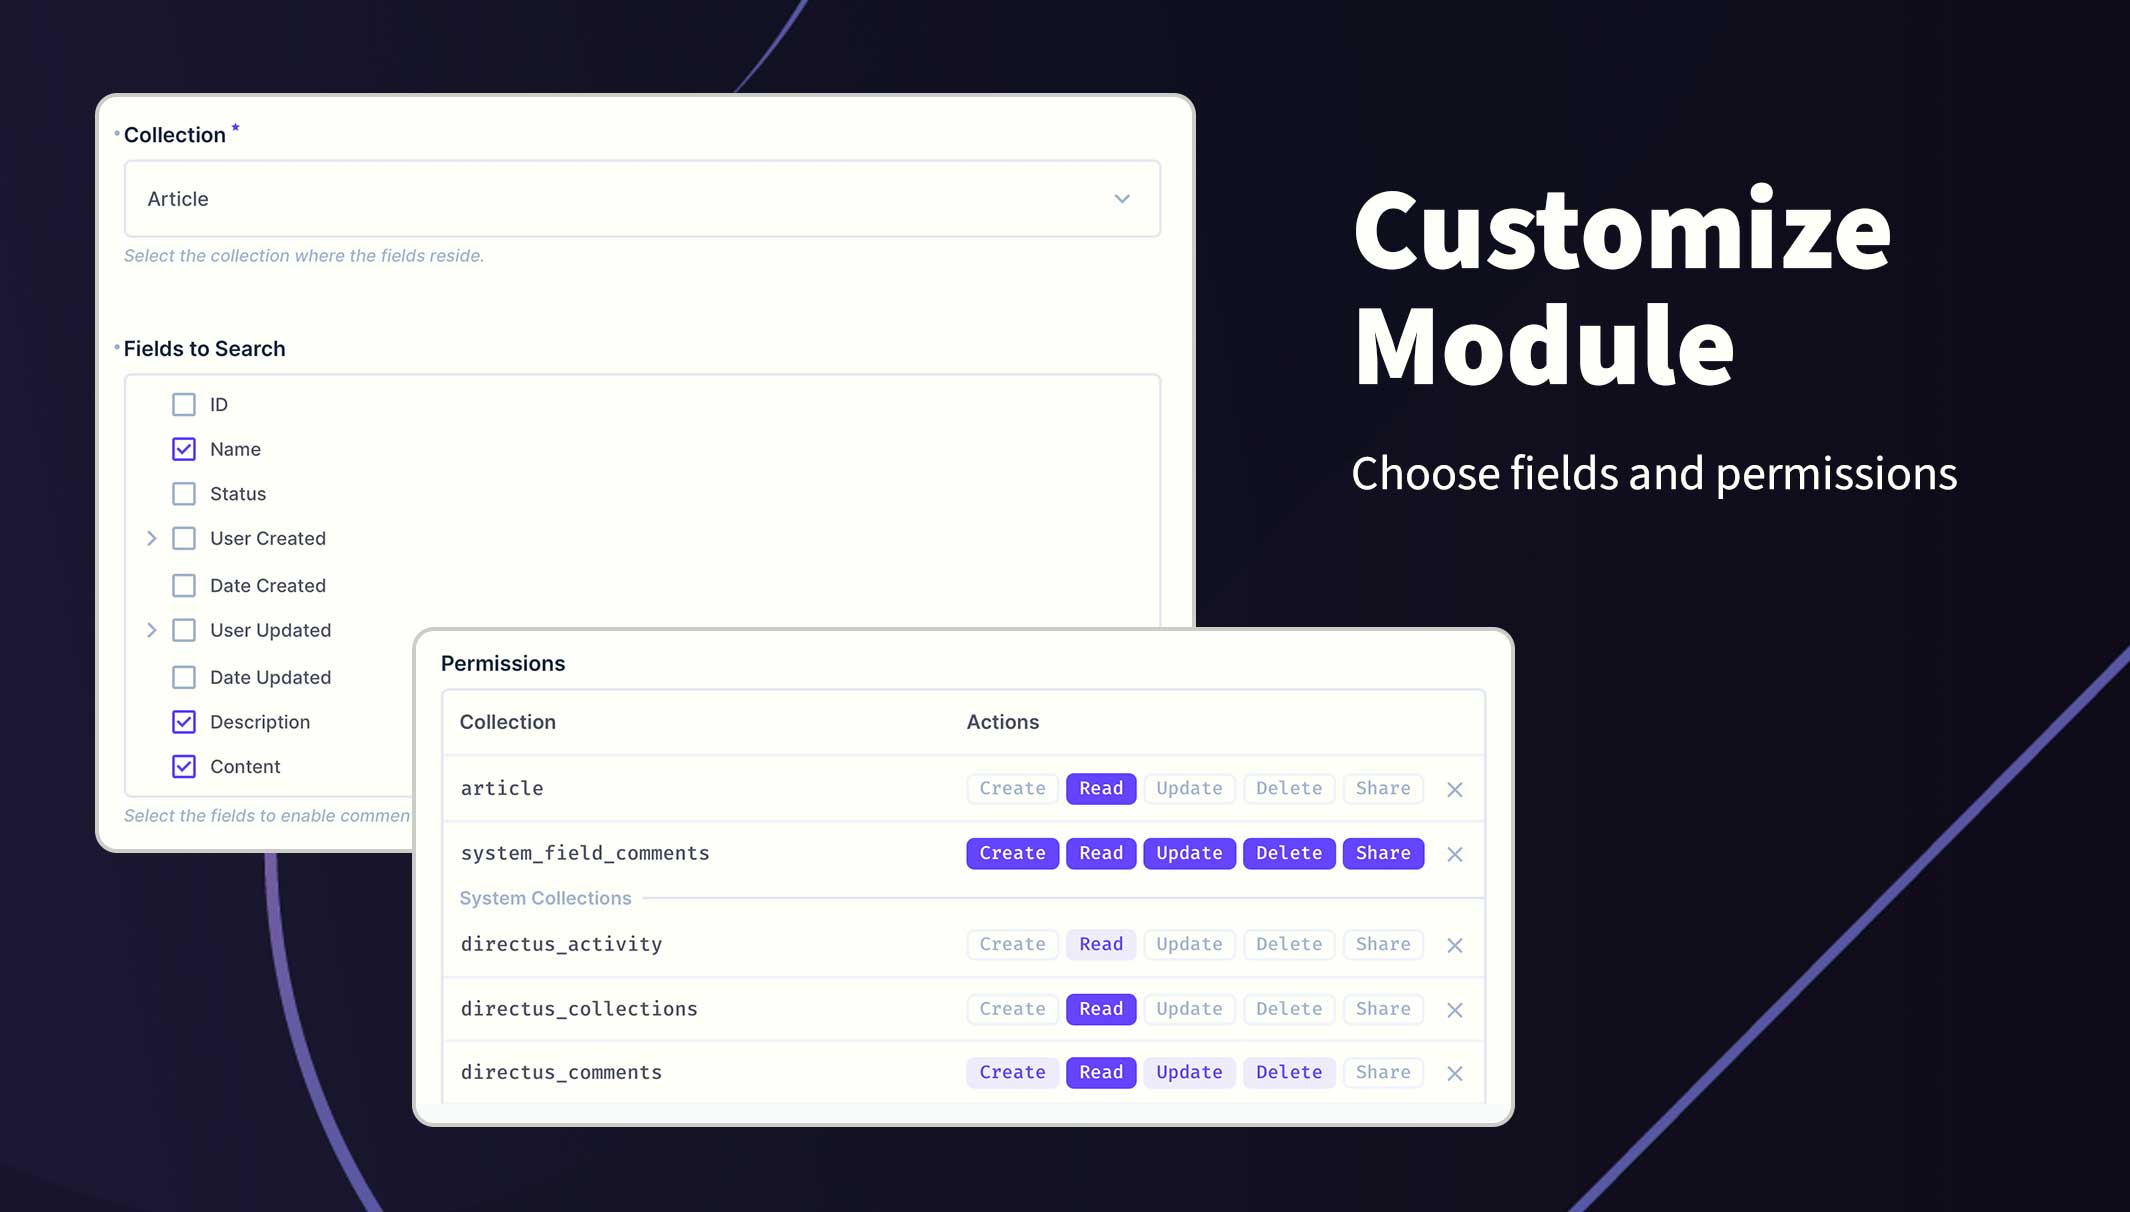 Collection *
Article
Select the collection where the fields reside.
Fields to Search
ID
Name
Status
User Created
Date Created
User Updated
Date Updated
Description
Content
Select the fields to enable commen
Customize
Module
Choose fields and permissions
Permissions
Collection Actions
article Create Read Update Delete Share
system_field_comments Create Read Update Delete Share
System Collections
directus_activity Create Read Update Delete Share
directus_collections Create Read Update Delete Share
directus_comments Create Read Update Delete Share